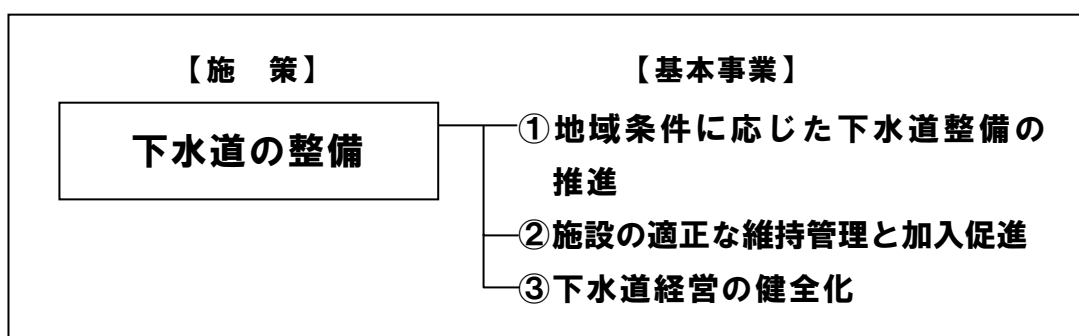 【施　策】
【基本事業】
下水道の整備
①地域条件に応じた下水道整備の
推進
②施設の適正な維持管理と加入促進
③下水道経営の健全化